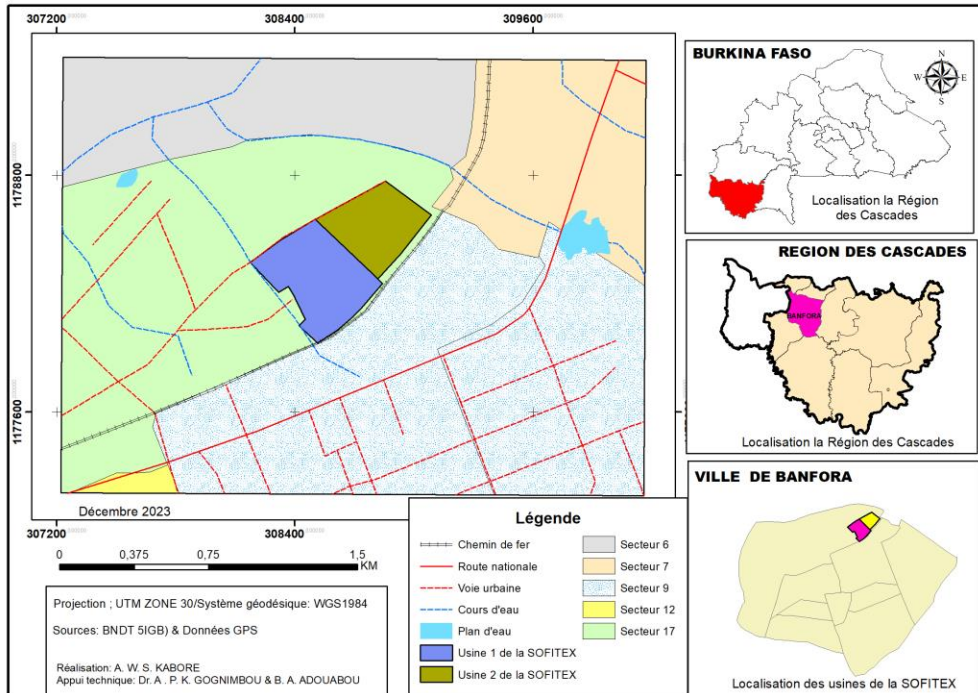 307200
308400
309600
1178800
1177600
Décembre 2023
307200
308400
0
0,375
0,75
1,5
KM
Projection ; UTM ZONE 30/Système géodésique: WGS1984
Sources: BNDT 5IGB) & Données GPS
Réalisation: A. W. S. KABORE
Appui technique: Dr. A . P. K. GOGNIMBOU & B. A. ADOUABOU
Légende
Chemin de fer
Route nationale
Voie urbaine
Cours d'eau
Plan d'eau
Usine 1 de la SOFITEX
Usine 2 de la SOFITEX
Secteur 6
Secteur 7
Secteur 9
Secteur 12
Secteur 17
BURKINA FASO
N
W
E
S
Localisation la Région
des Cascades
REGION DES CASCADES
BANFORA
Localisation la Région des Cascades
VILLE DE BANFORA
Localisation des usines de la SOFITEX